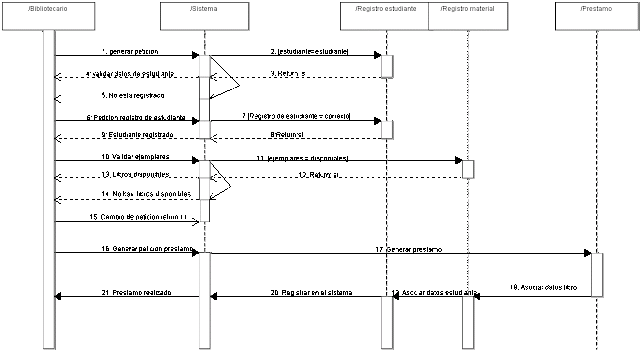 /Bibliotecario
/Sistema
/Registro estudiante
/Registro material
/Prestamo
1. generar peticion
2. [estudiante=estudiante]
3. Return si
4. validar datos de estudiante
5. No esta registrado
6. Peticion registro de estudiante
7. [Registro de estudiante = correcto]
8. Return si
9. Estudiante registrado
10. Validar ejemplares
11. [ejemplares = disponibles]
12. Return si
13. Libros disponibles
14. No hay libros disponibles
15. Cambio de peticion
16. Generar peticion prestamo
17. Generar prestamo
18. Asociar datos libro
19. Asociar datos estudiante
20. Registrar en el sistema
21. Prestamo realizado